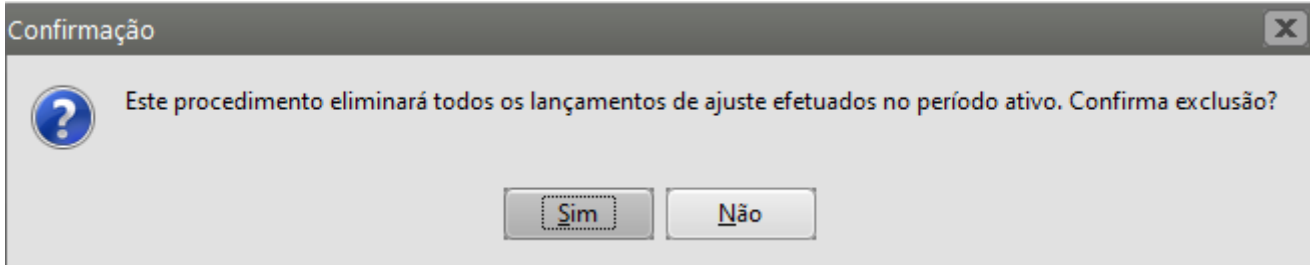 Confirmação
Este procedimento eliminará todos os lançamentos de ajuste efetuados no período ativo. Confirma exclusão?
Sim
Não